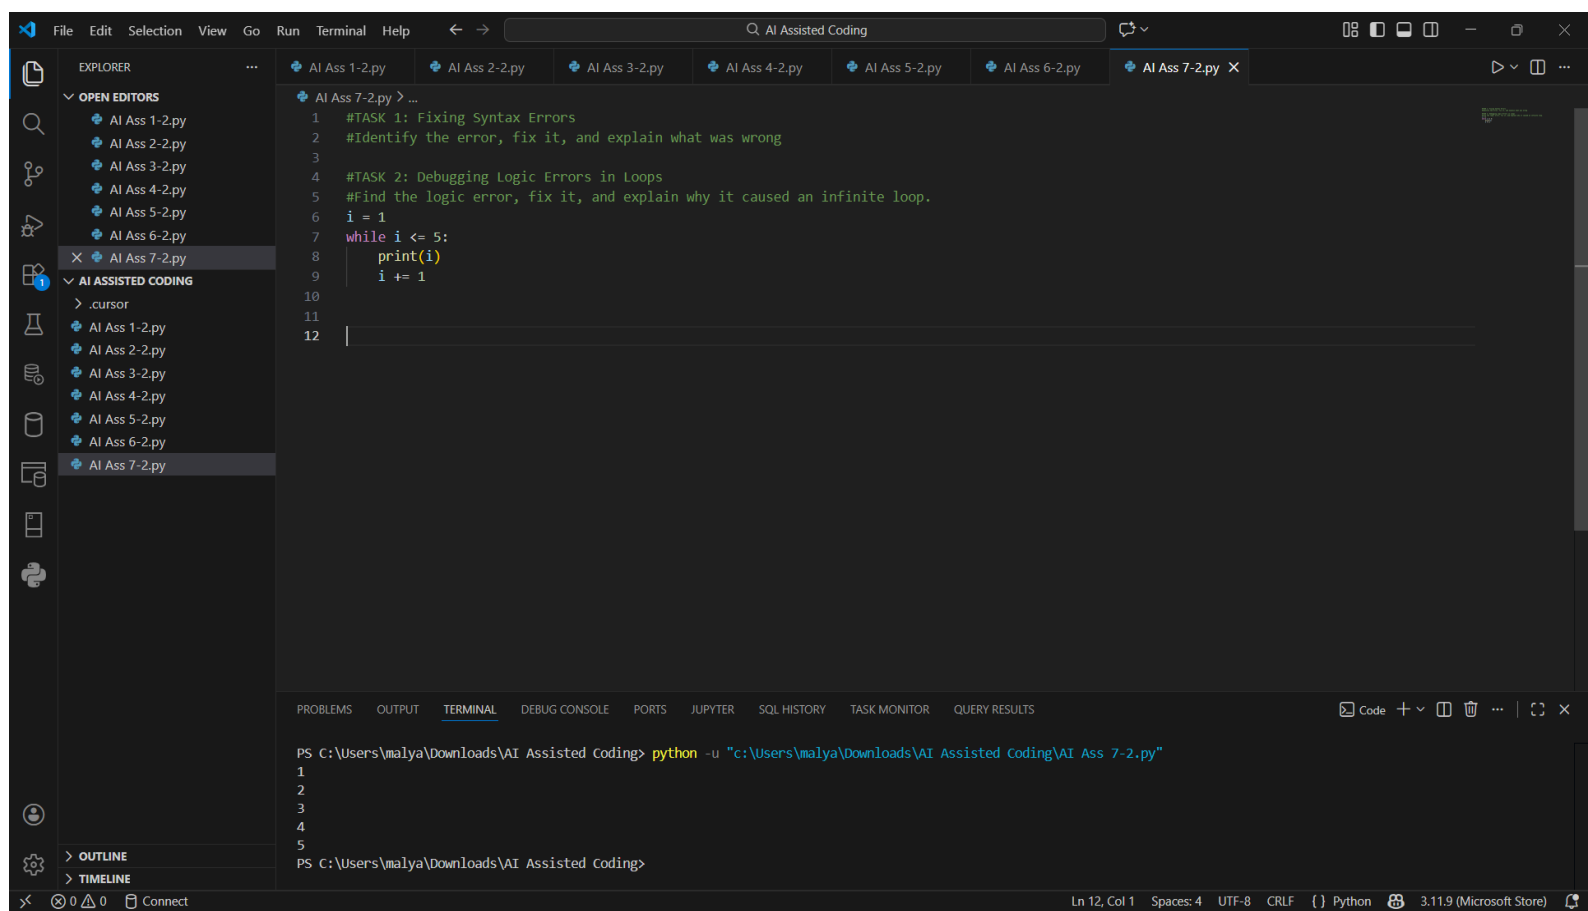 File Edit Selection View Go Run Terminal Help
AI Assisted Coding
EXPLORER
OPEN EDITORS
AI Ass 1-2.py
AI Ass 2-2.py
AI Ass 3-2.py
AI Ass 4-2.py
AI Ass 5-2.py
AI Ass 6-2.py
AI Ass 7-2.py
AI ASSISTED CODING
.cursor
AI Ass 1-2.py
AI Ass 2-2.py
AI Ass 3-2.py
AI Ass 4-2.py
AI Ass 5-2.py
AI Ass 6-2.py
AI Ass 7-2.py
OUTLINE
TIMELINE
1
AI Ass 1-2.py AI Ass 2-2.py AI Ass 3-2.py AI Ass 4-2.py AI Ass 5-2.py AI Ass 6-2.py AI Ass 7-2.py
AI Ass 7-2.py > ...
1 #TASK 1: Fixing Syntax Errors
2 #Identify the error, fix it, and explain what was wrong
3
4 #TASK 2: Debugging Logic Errors in Loops
5 #Find the logic error, fix it, and explain why it caused an infinite loop.
6 i = 1
7 while i <= 5:
8     print(i)
9     i += 1
10
11
12
PROBLEMS OUTPUT TERMINAL DEBUG CONSOLE PORTS JUPYTER SQL HISTORY TASK MONITOR QUERY RESULTS
Code
PS C:\Users\malya\Downloads\AI Assisted Coding> python -u "c:\Users\malya\Downloads\AI Assisted Coding\AI Ass 7-2.py"
1
2
3
4
5
PS C:\Users\malya\Downloads\AI Assisted Coding>
0 0 Connect
Ln 12, Col 1 Spaces: 4 UTF-8 CRLF {} Python 3.11.9 (Microsoft Store)